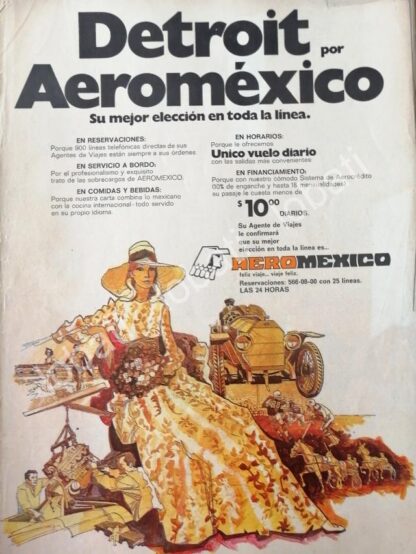 Detroit por
Aeroméxico
Su mejor elección en toda la línea.
EN RESERVACIONES:
Porque 900 líneas telefónicas directas de sus
Agentes de Viajes están siempre a sus órdenes.
EN SERVICIO A BORDO:
Por el profesionalismo y exquisito
trato de las sobrecargos de AEROMEXICO.
EN COMIDAS Y BEBIDAS:
Porque nuestra carta combina lo mexicano
con la cocina internacional - todo servido
en su propio idioma.
EN HORARIOS:
Porque le ofrecemos
Unico vuelo diario
con las salidas más convenientes
EN FINANCIAMIENTO:
Porque con nuestro cómodo Sistema de Aerocrédito
(10% de enganche y hasta 18 mensualidades)
su pasaje le cuesta menos de
$10.00
DIARIOS.
Su Agente de Viajes
le confirmará
que su mejor
elección en toda la línea es..
AEROMEXICO
feliz viaje... viaje feliz.
Reservaciones: 566-08-00 con 25 líneas.
LAS 24 HORAS